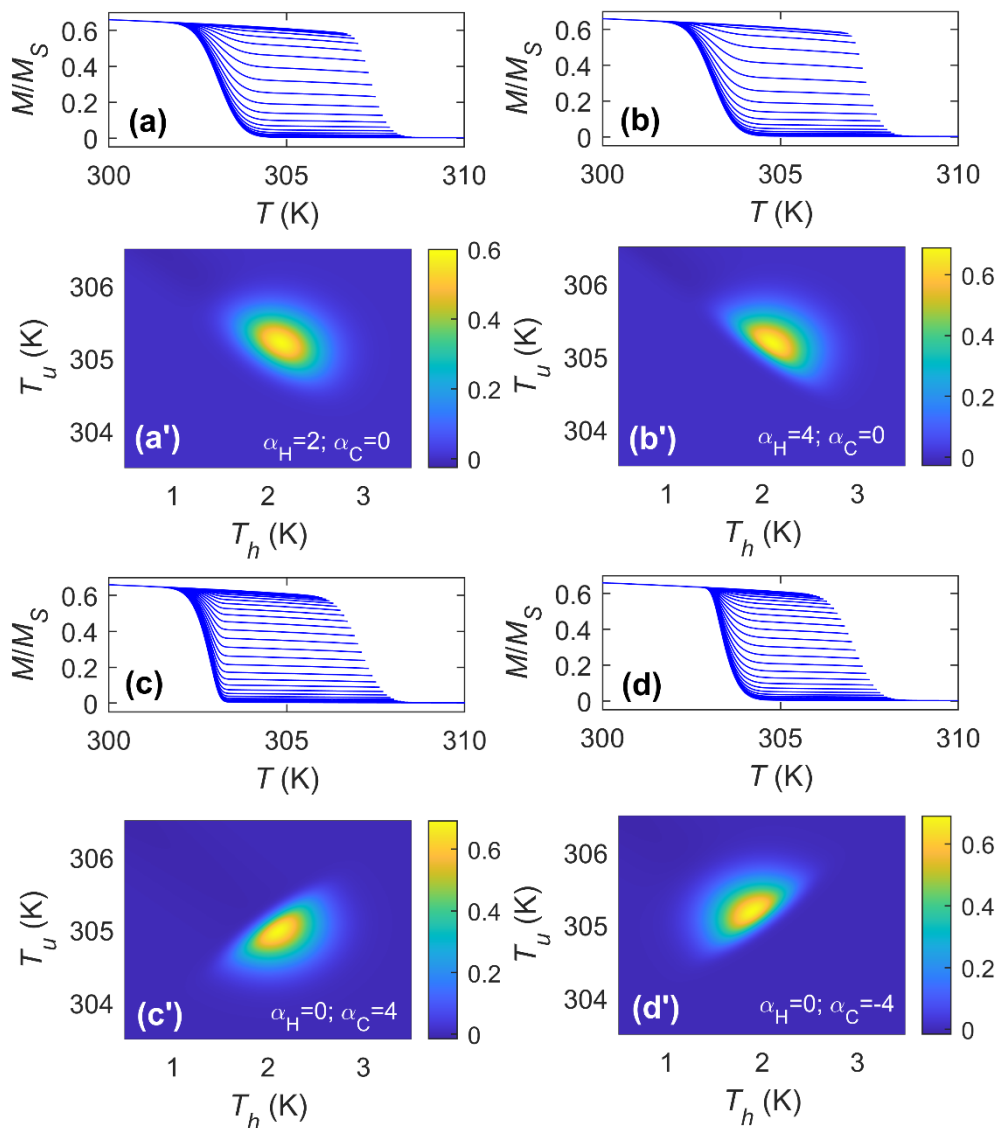 M/M_S
0.6
0.4
0.2
0
(a)
300
305
310
T (K)
M/M_S
0.6
0.4
0.2
0
(b)
300
305
310
T (K)
T_u (K)
306
305
304
(a')
α_H=2; α_C=0
1
2
3
T_h (K)
0.6
0.4
0.2
0
T_u (K)
306
305
304
(b')
α_H=4; α_C=0
1
2
3
T_h (K)
0.6
0.4
0.2
0
M/M_S
0.6
0.4
0.2
0
(c)
300
305
310
T (K)
M/M_S
0.6
0.4
0.2
0
(d)
300
305
310
T (K)
T_u (K)
306
305
304
(c')
α_H=0; α_C=4
1
2
3
T_h (K)
0.6
0.4
0.2
0
T_u (K)
306
305
304
(d')
α_H=0; α_C=-4
1
2
3
T_h (K)
0.6
0.4
0.2
0